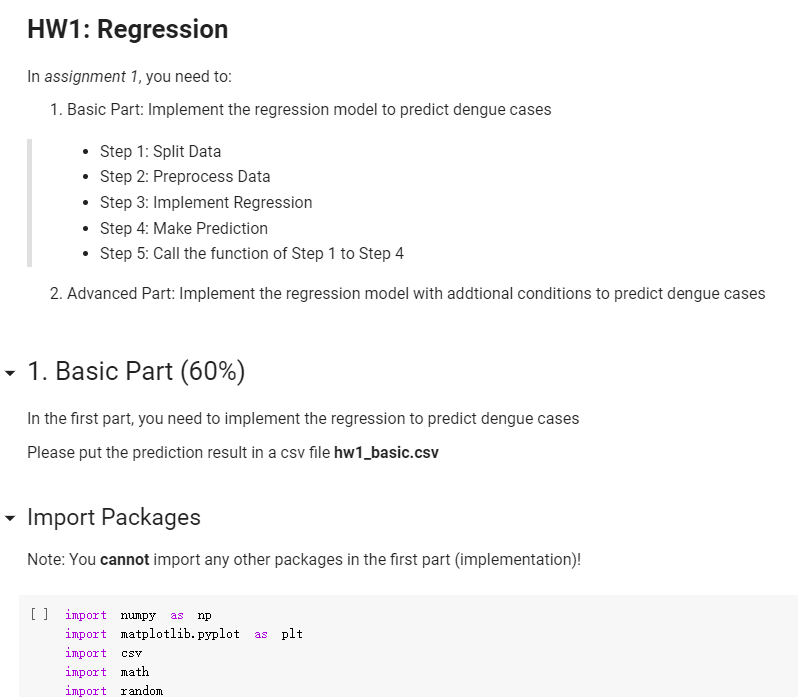 HW1: Regression
In assignment 1, you need to:
1. Basic Part: Implement the regression model to predict dengue cases
• Step 1: Split Data
• Step 2: Preprocess Data
• Step 3: Implement Regression
• Step 4: Make Prediction
• Step 5: Call the function of Step 1 to Step 4
2. Advanced Part: Implement the regression model with addtional conditions to predict dengue cases
1. Basic Part (60%)
In the first part, you need to implement the regression to predict dengue cases
Please put the prediction result in a csv file hw1_basic.csv
Import Packages
Note: You cannot import any other packages in the first part (implementation)!
[ ] import numpy as np
import matplotlib.pyplot as plt
import csv
import math
import random